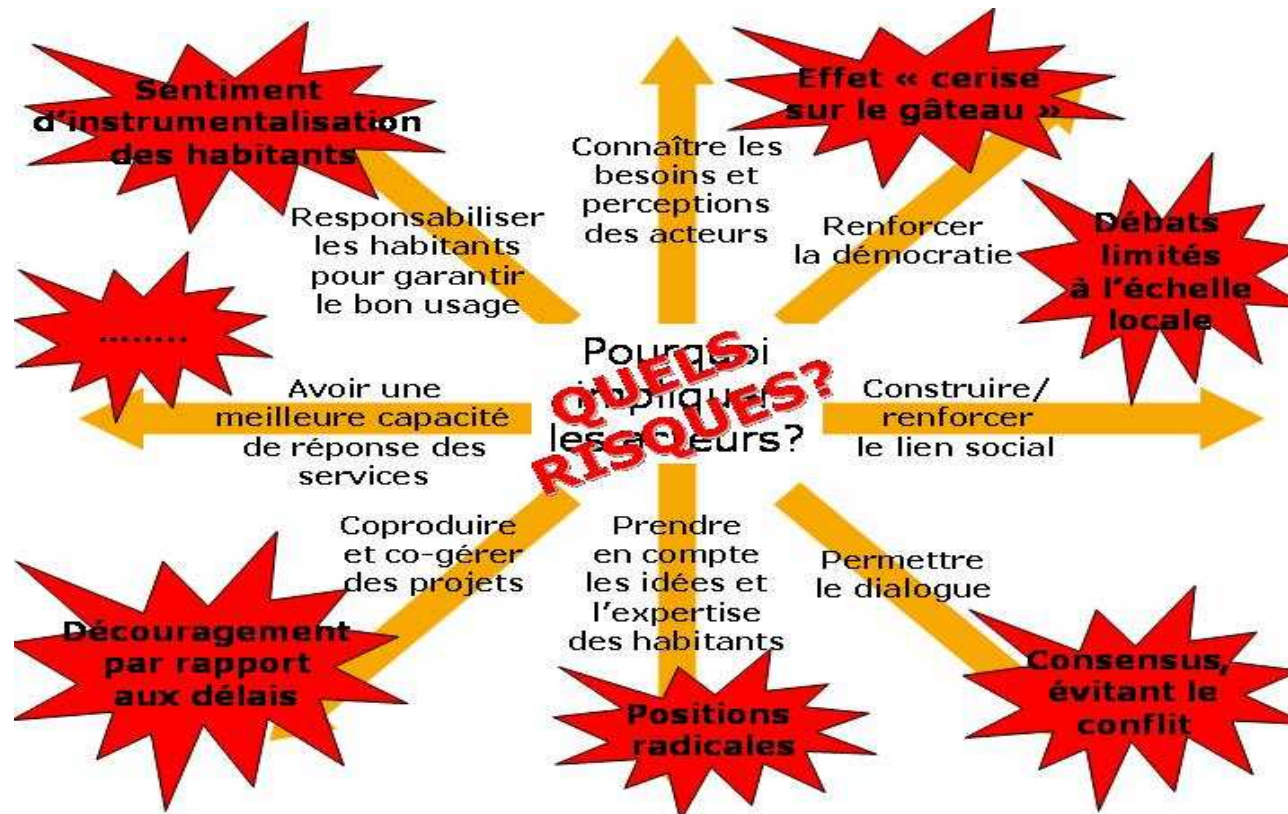 Sentiment
d'instrumentalisation
des habitants
Effet « cerise
sur le gâteau »
Connaître les
besoins et
perceptions
des acteurs
Responsabiliser
les habitants
pour garantir
le bon usage
Renforcer
la démocratie
Débats
limités
à l'échelle
locale
........
Pourquoi
impliquer
les acteurs?
QUELS
RISQUES?
Avoir une
meilleure capacité
de réponse des
services
Construire/
renforcer
le lien social
Coproduire
et co-gérer
des projets
Prendre
en compte
les idées et
l'expertise
des habitants
Permettre
le dialogue
Découragement
par rapport
aux délais
Positions
radicales
Consensus,
évitant le
conflit